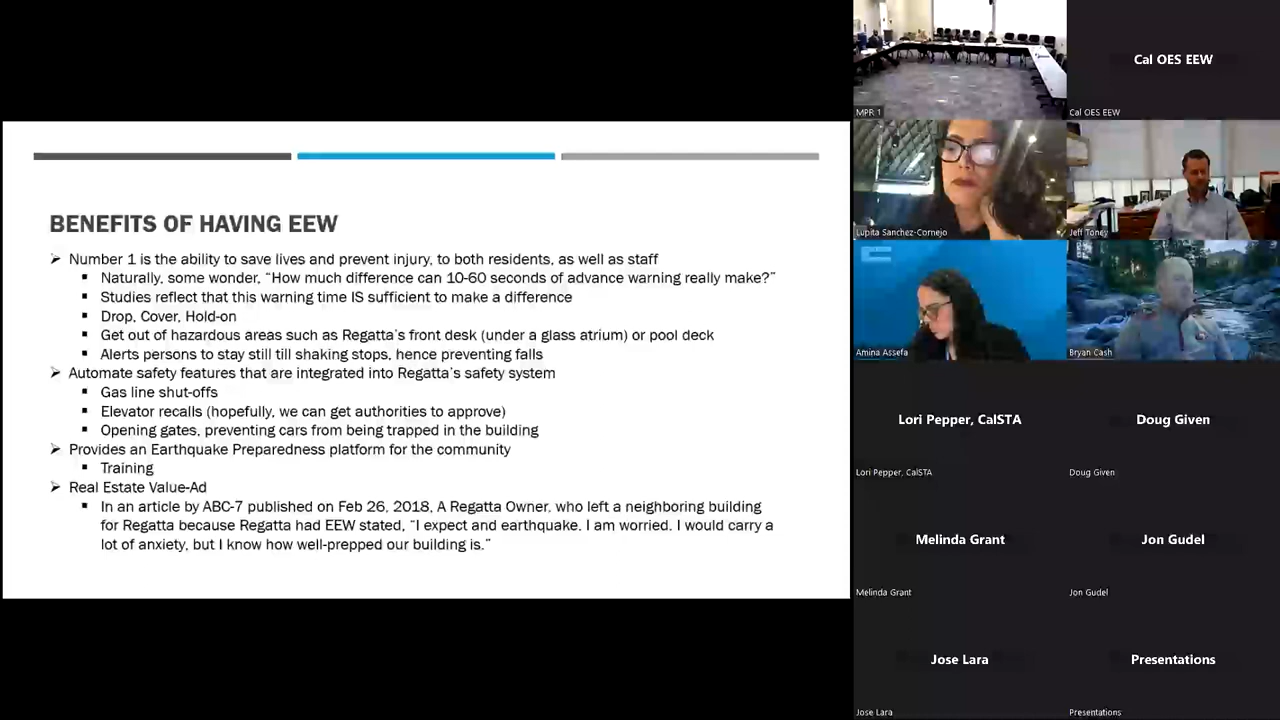 BENEFITS OF HAVING EEW
Number 1 is the ability to save lives and prevent injury, to both residents, as well as staff
Naturally, some wonder, “How much difference can 10-60 seconds of advance warning really make?”
Studies reflect that this warning time IS sufficient to make a difference
Drop, Cover, Hold-on
Get out of hazardous areas such as Regatta’s front desk (under a glass atrium) or pool deck
Alerts persons to stay still till shaking stops, hence preventing falls
Automate safety features that are integrated into Regatta’s safety system
Gas line shut-offs
Elevator recalls (hopefully, we can get authorities to approve)
Opening gates, preventing cars from being trapped in the building
Provides an Earthquake Preparedness platform for the community
Training
Real Estate Value-Ad
In an article by ABC-7 published on Feb 26, 2018, A Regatta Owner, who left a neighboring building
for Regatta because Regatta had EEW stated, “I expect and earthquake. I am worried. I would carry a
lot of anxiety, but I know how well-prepped our building is.”
MPR 1
Cal OES EEW
Cal OES EEW
Lupita Sanchez-Cornejo
Jeff Toney
Amina Assefa
Bryan Cash
Lori Pepper, CalSTA
Lori Pepper, CalSTA
Doug Given
Doug Given
Melinda Grant
Melinda Grant
Jon Gudel
Jon Gudel
Jose Lara
Jose Lara
Presentations
Presentations